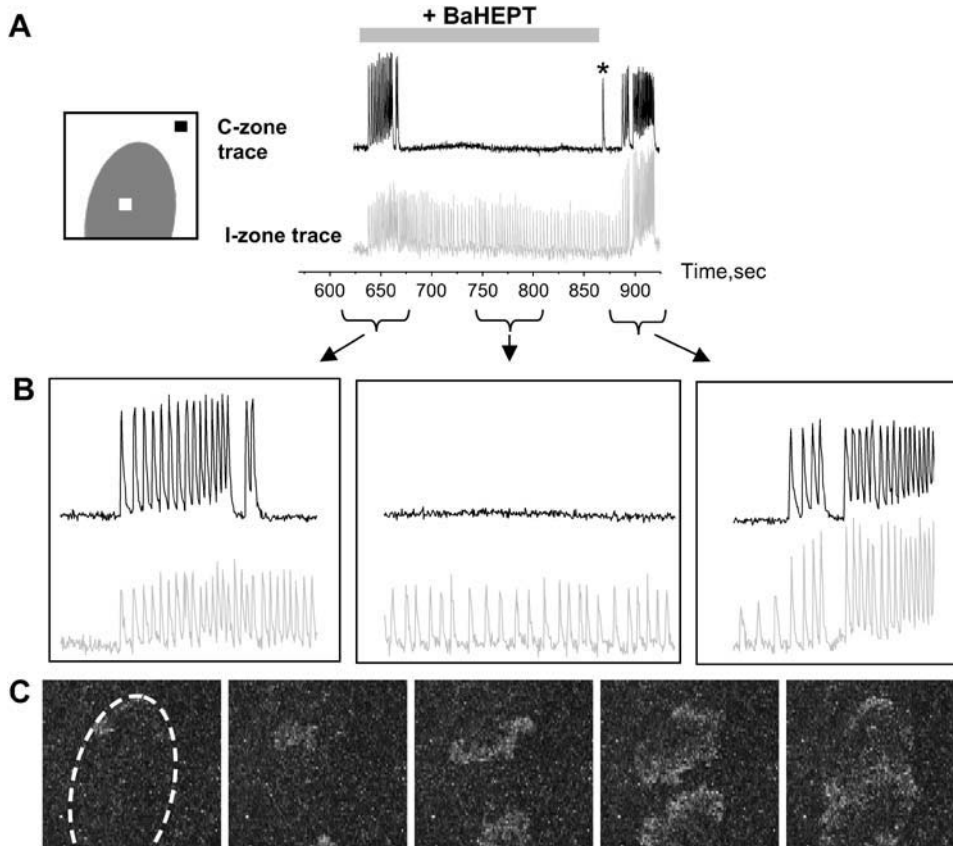 A
+ BaHEPT
*
C-zone
trace
I-zone trace
Time,sec
600 650 700 750 800 850 900
B
C